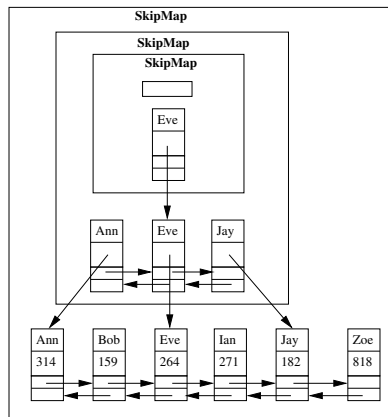 SkipMap
SkipMap
SkipMap
Eve
Ann Eve Jay
Ann Bob Eve Ian Jay Zoe
314 159 264 271 182 818